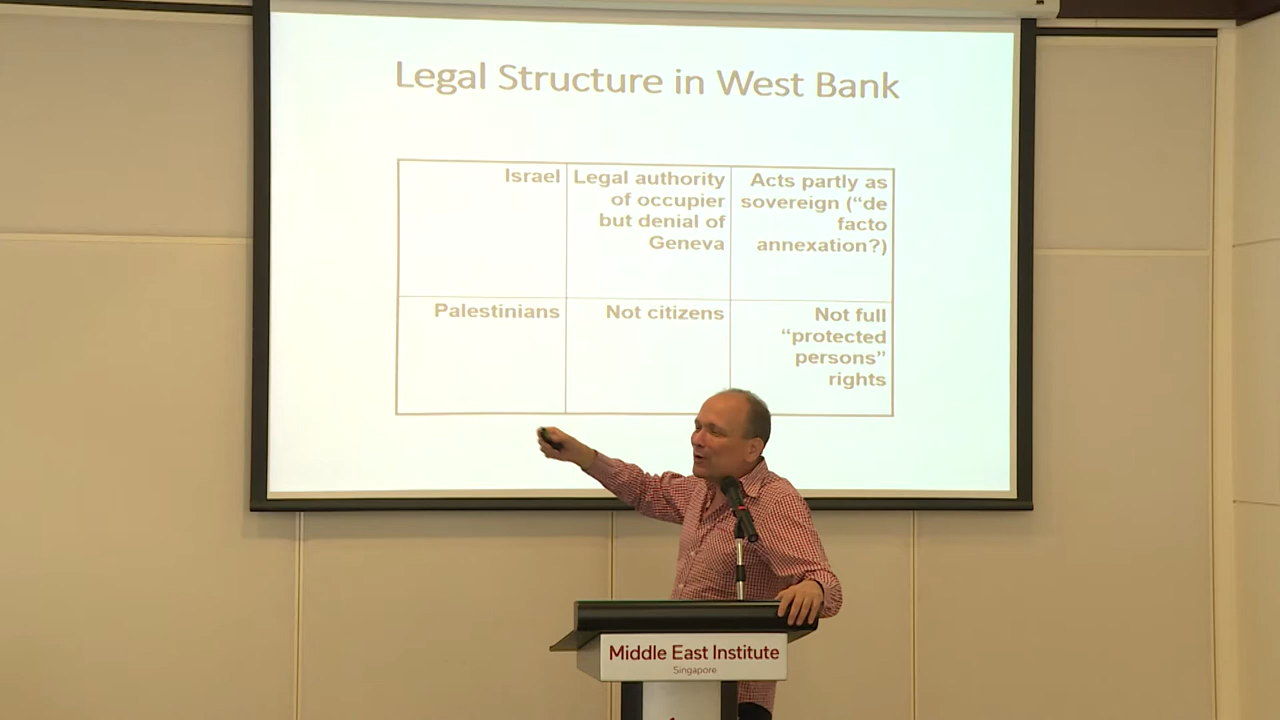 Legal Structure in West Bank
Israel
Legal authority
of occupier
but denial of
Geneva
Acts partly as
sovereign (“de
facto
annexation?)
Palestinians
Not citizens
Not full
“protected
persons”
rights
Middle East Institute
Singapore